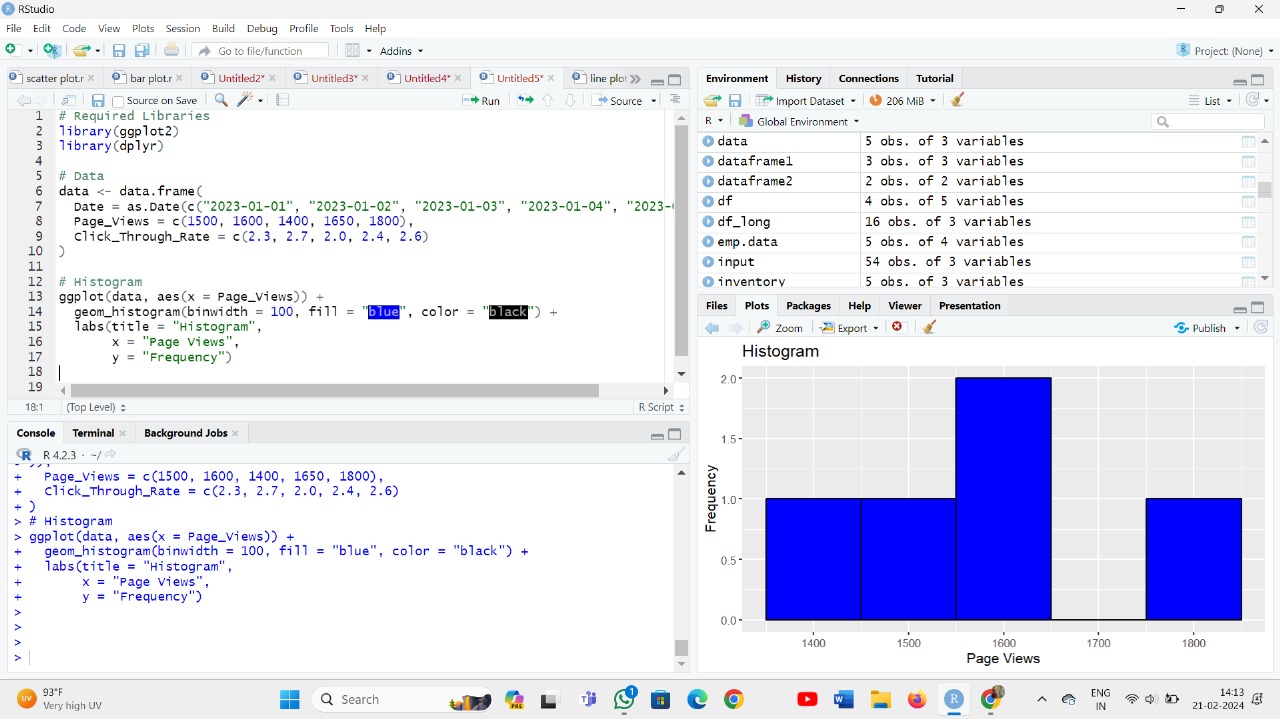 RStudio
File Edit Code View Plots Session Build Debug Profile Tools Help
Go to file/function Addins Project: (None)
scatter plot.r bar plot.r Untitled2* Untitled3* Untitled4* Untitled5* line plot
Source on Save Run Source
1 # Required Libraries
2 library(ggplot2)
3 library(dplyr)
4
5 # Data
6 data <- data.frame(
7 Date = as.Date(c("2023-01-01", "2023-01-02", "2023-01-03", "2023-01-04", "2023-
8 Page_Views = c(1500, 1600, 1400, 1650, 1800),
9 Click_Through_Rate = c(2.3, 2.7, 2.0, 2.4, 2.6)
10 )
11
12 # Histogram
13 ggplot(data, aes(x = Page_Views)) +
14 geom_histogram(binwidth = 100, fill = "blue", color = "black") +
15 labs(title = "Histogram",
16 x = "Page Views",
17 y = "Frequency")
18
19
18:1 (Top Level) R Script
Console Terminal Background Jobs
R 4.2.3 · ~/
+ Page_Views = c(1500, 1600, 1400, 1650, 1800),
+ Click_Through_Rate = c(2.3, 2.7, 2.0, 2.4, 2.6)
+ )
> # Histogram
> ggplot(data, aes(x = Page_Views)) +
+ geom_histogram(binwidth = 100, fill = "blue", color = "black") +
+ labs(title = "Histogram",
+ x = "Page Views",
+ y = "Frequency")
>
>
>
>
Environment History Connections Tutorial
Import Dataset 206 MiB List
R Global Environment
data 5 obs. of 3 variables
dataframe1 3 obs. of 3 variables
dataframe2 2 obs. of 2 variables
df 4 obs. of 5 variables
df_long 16 obs. of 3 variables
emp.data 5 obs. of 4 variables
input 54 obs. of 3 variables
inventory 5 obs. of 3 variables
Files Plots Packages Help Viewer Presentation
Zoom Export Publish
Histogram
2.0
1.5
1.0
0.5
0.0
Frequency
1400 1500 1600 1700 1800
Page Views
UV 93°F
Very high UV
Search
PRE
1
ENG
IN
14:13
21-02-2024